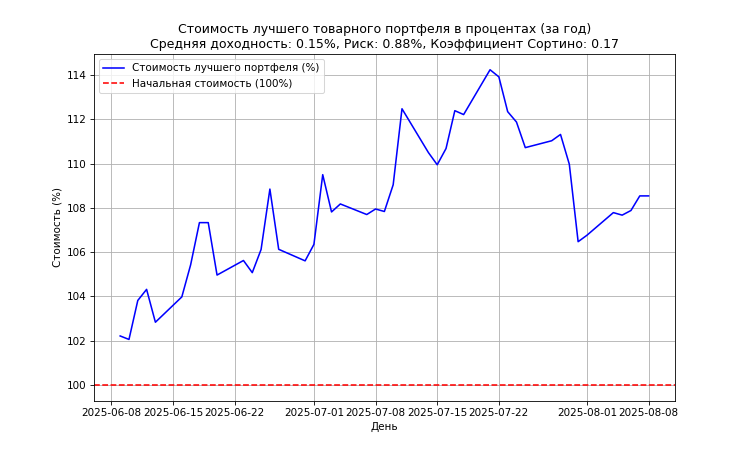 Стоимость лучшего товарного портфеля в процентах (за год)
Средняя доходность: 0.15%, Риск: 0.88%, Коэффициент Сортино: 0.17
Стоимость лучшего портфеля (%)
Начальная стоимость (100%)
Стоимость (%)
114
112
110
108
106
104
102
100
2025-06-08 2025-06-15 2025-06-22 2025-07-01 2025-07-08 2025-07-15 2025-07-22 2025-08-01 2025-08-08
День